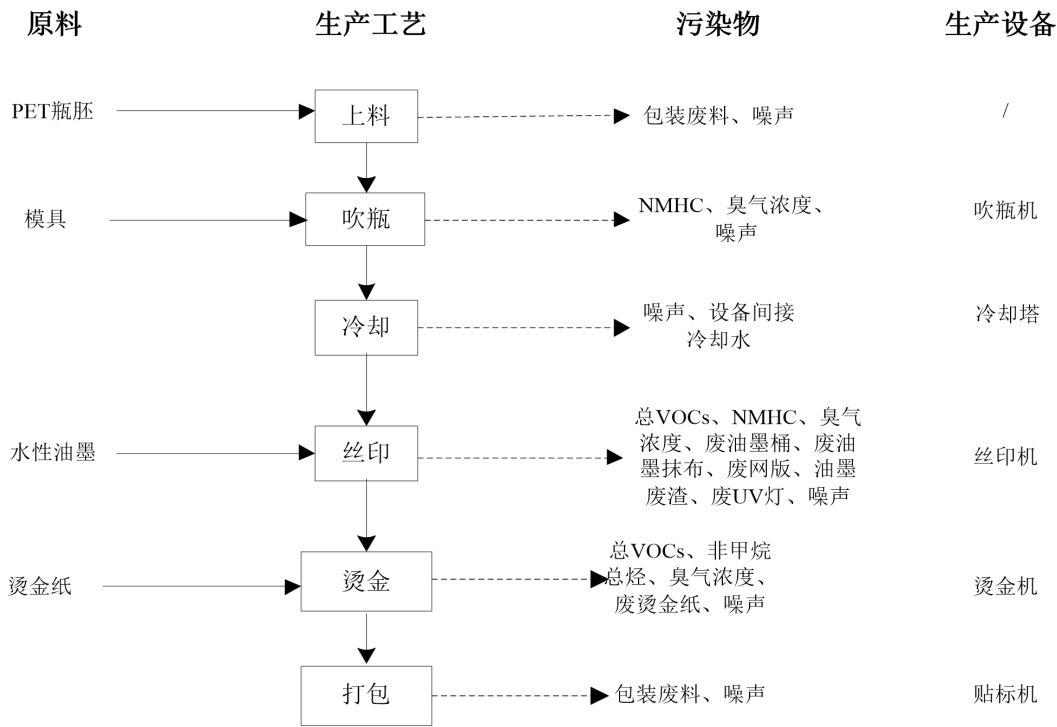 原料 生产工艺 污染物 生产设备
PET瓶胚 上料 包装废料、噪声 /
模具 吹瓶 NMHC、臭气浓度、
噪声 吹瓶机
冷却 噪声、设备间接
冷却水 冷却塔
水性油墨 丝印 总VOCs、NMHC、臭气
浓度、废油墨桶、废油
墨抹布、废网版、油墨
废渣、废UV灯、噪声 丝印机
烫金纸 烫金 总VOCs、非甲烷
总烃、臭气浓度、
废烫金纸、噪声 烫金机
打包 包装废料、噪声 贴标机